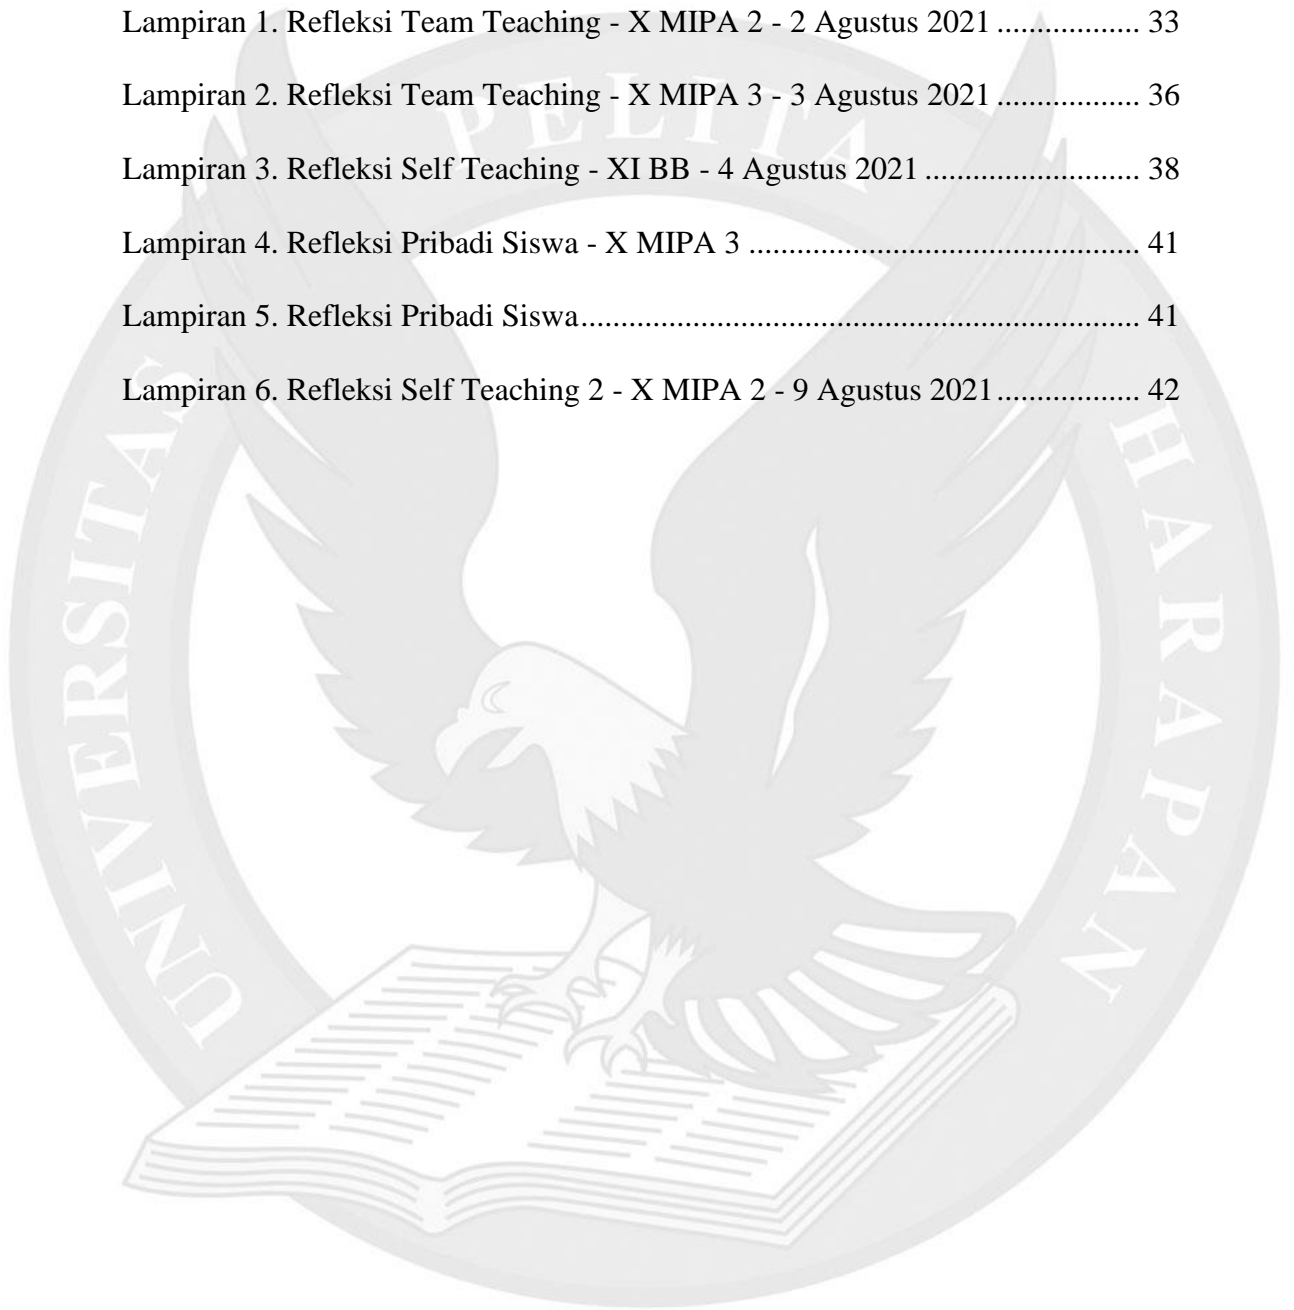 Lampiran 1. Refleksi Team Teaching - X MIPA 2 - 2 Agustus 2021 .................. 33
Lampiran 2. Refleksi Team Teaching - X MIPA 3 - 3 Agustus 2021 .................. 36
Lampiran 3. Refleksi Self Teaching - XI BB - 4 Agustus 2021 ........................... 38
Lampiran 4. Refleksi Pribadi Siswa - X MIPA 3 ................................................. 41
Lampiran 5. Refleksi Pribadi Siswa...................................................................... 41
Lampiran 6. Refleksi Self Teaching 2 - X MIPA 2 - 9 Agustus 2021.................. 42
UNIVERSITAS PELITA HARAPAN